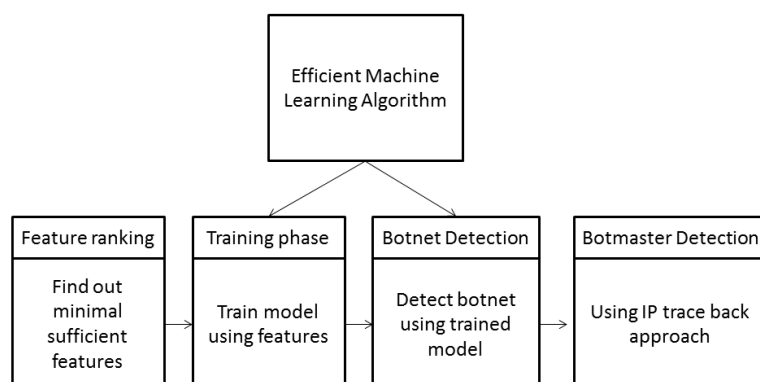 Efficient Machine
Learning Algorithm
Feature ranking
Find out
minimal
sufficient
features
Training phase
Train model
using features
Botnet Detection
Detect botnet
using trained
model
Botmaster Detection
Using IP trace back
approach